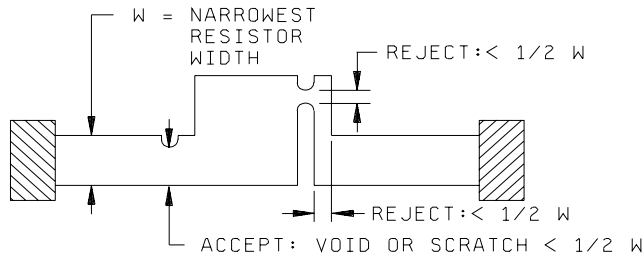 W = NARROWEST
RESISTOR
WIDTH
REJECT:< 1/2 W
REJECT:< 1/2 W
ACCEPT: VOID OR SCRATCH < 1/2 W